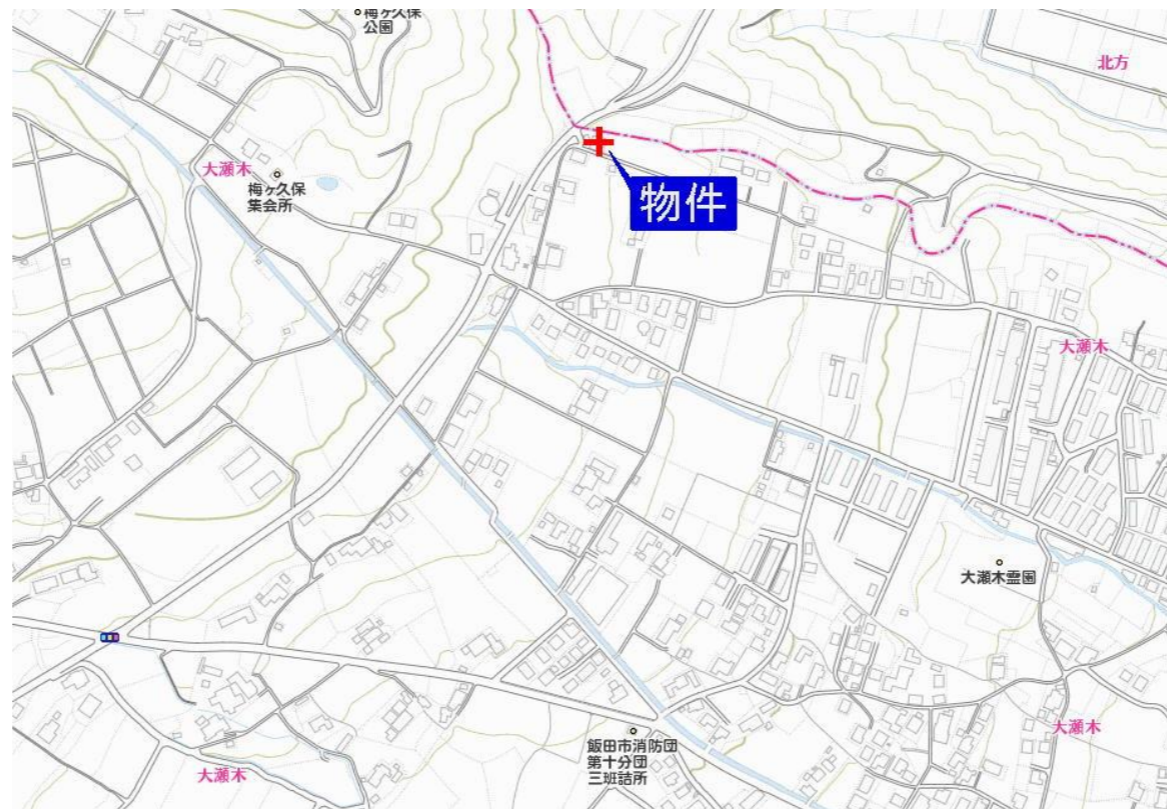 梅ヶ久保
公園
北方
大瀬木
梅ヶ久保
集会所
物件
大瀬木
大瀬木霊園
大瀬木
飯田市消防団
第十分団
三班詰所
大瀬木